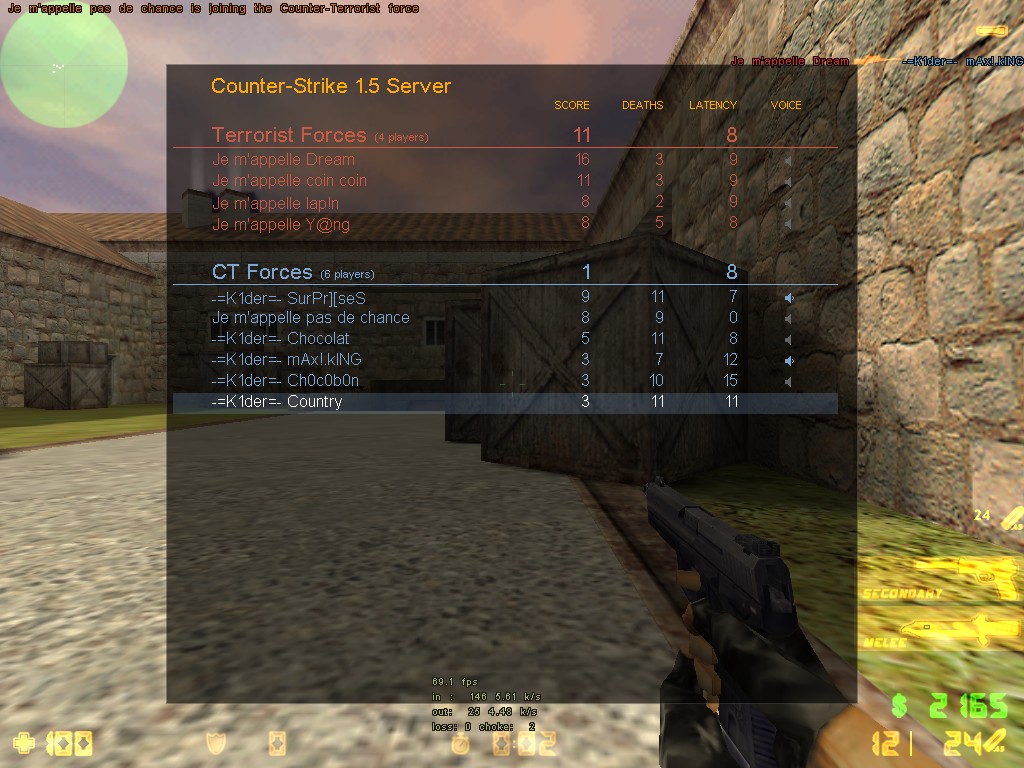 Je m'appelle pas de chance is joining the Counter-Terrorist force
Je m'appelle Dream -=K1der=- mAx!.kING
Counter-Strike 1.5 Server
SCORE DEATHS LATENCY VOICE
Terrorist Forces (4 players) 11 8
Je m'appelle Dream 16 3 9
Je m'appelle coin coin 11 3 9
Je m'appelle lap!n 8 2 9
Je m'appelle Y@ng 8 5 8
CT Forces (6 players) 1 8
-=K1der=- SurPr][seS 9 11 7
Je m'appelle pas de chance 8 9 0
-=K1der=- Chocolat 5 11 8
-=K1der=- mAx!.kING 3 7 12
-=K1der=- Ch0c0b0n 3 10 15
-=K1der=- Country 3 11 11
24
SECONDARY
MELEE
69.1 fps
in : 146 5.61 k/s
out: 25 4.48 k/s
loss: 0 choke: 2
$ 2165
100 0 0:02 12 | 24